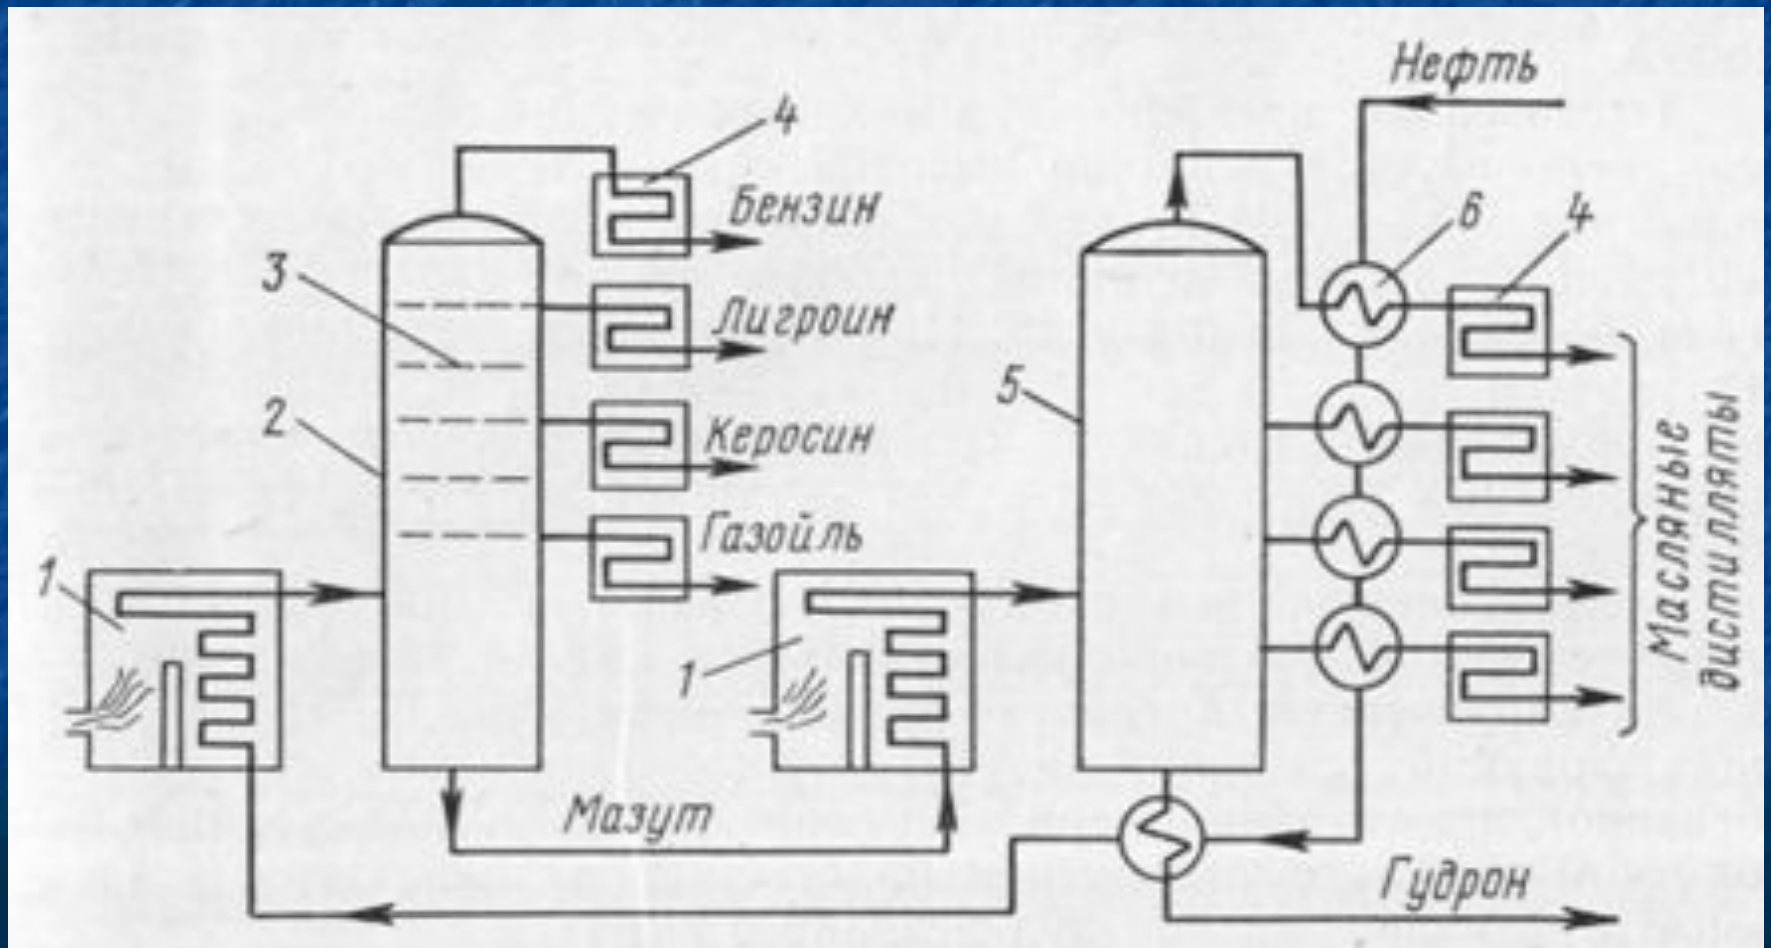 Нефть
4
Бензин
6
4
3
Лигроин
5
2
Керосин
Газойль
1
1
Масляные
дистилляты
Мазут
Гудрон